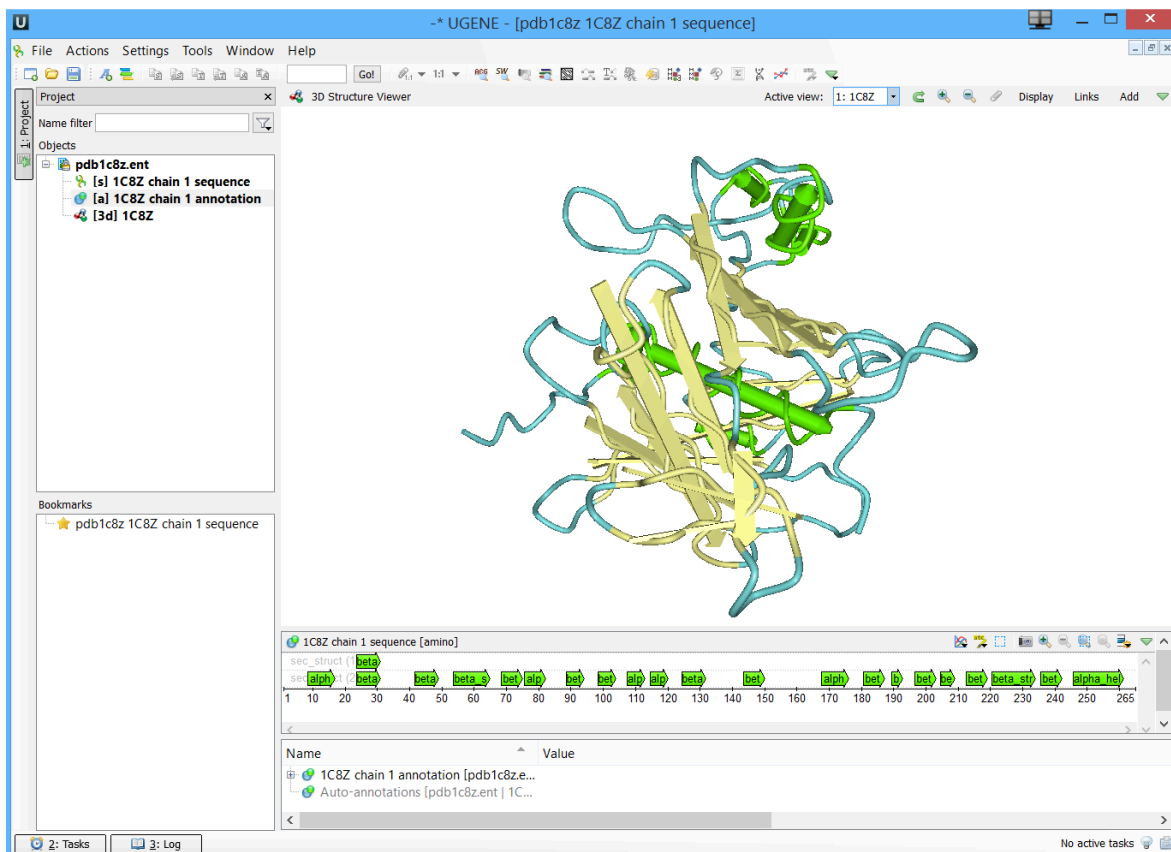 -* UGENE - [pdb1c8z 1C8Z chain 1 sequence]
File Actions Settings Tools Window Help
Go! 1:1
1: Project
Project
Name filter
Objects
pdb1c8z.ent
[s] 1C8Z chain 1 sequence
[a] 1C8Z chain 1 annotation
[3d] 1C8Z
Bookmarks
pdb1c8z 1C8Z chain 1 sequence
3D Structure Viewer Active view: 1: 1C8Z Display Links Add
1C8Z chain 1 sequence [amino]
sec_struct (1 beta
alph beta bet beta_s bet alp bet bet alp alp beta bet alph bet b bet be bet beta_str bet alpha_hel
1 10 20 30 40 50 60 70 80 90 100 110 120 130 140 150 160 170 180 190 200 210 220 230 240 250 265
Name Value
1C8Z chain 1 annotation [pdb1c8z.e...
Auto-annotations [pdb1c8z.ent | 1C...
2: Tasks 3: Log No active tasks